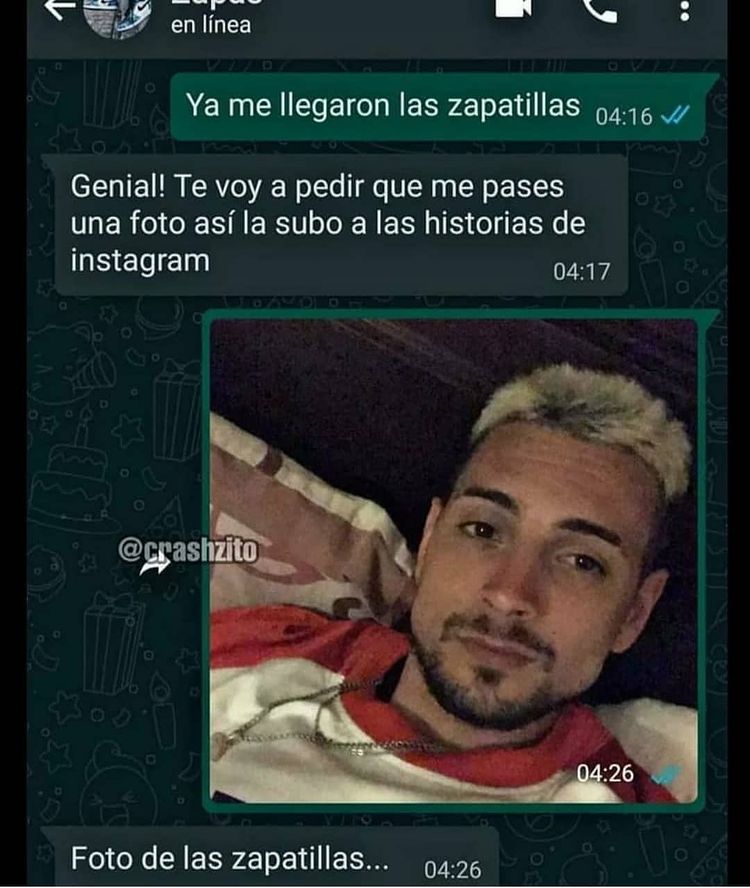 en línea
Ya me llegaron las zapatillas 04:16
Genial! Te voy a pedir que me pases
una foto así la subo a las historias de
instagram 04:17
@crashzito
04:26
Foto de las zapatillas... 04:26